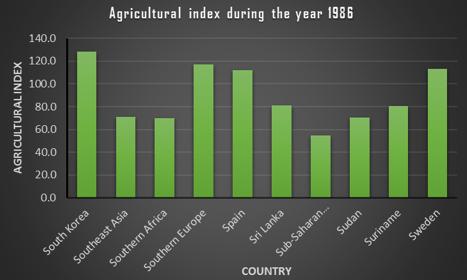 Agricultural index during the year 1986
AGRICULTURALINDEX
140.0
120.0
100.0
80.0
60.0
40.0
20.0
0.0
South Korea
Southeast Asia
Southern Africa
Southern Europe
Spain
Sri Lanka
Sub-Saharan...
Sudan
Suriname
Sweden
COUNTRY